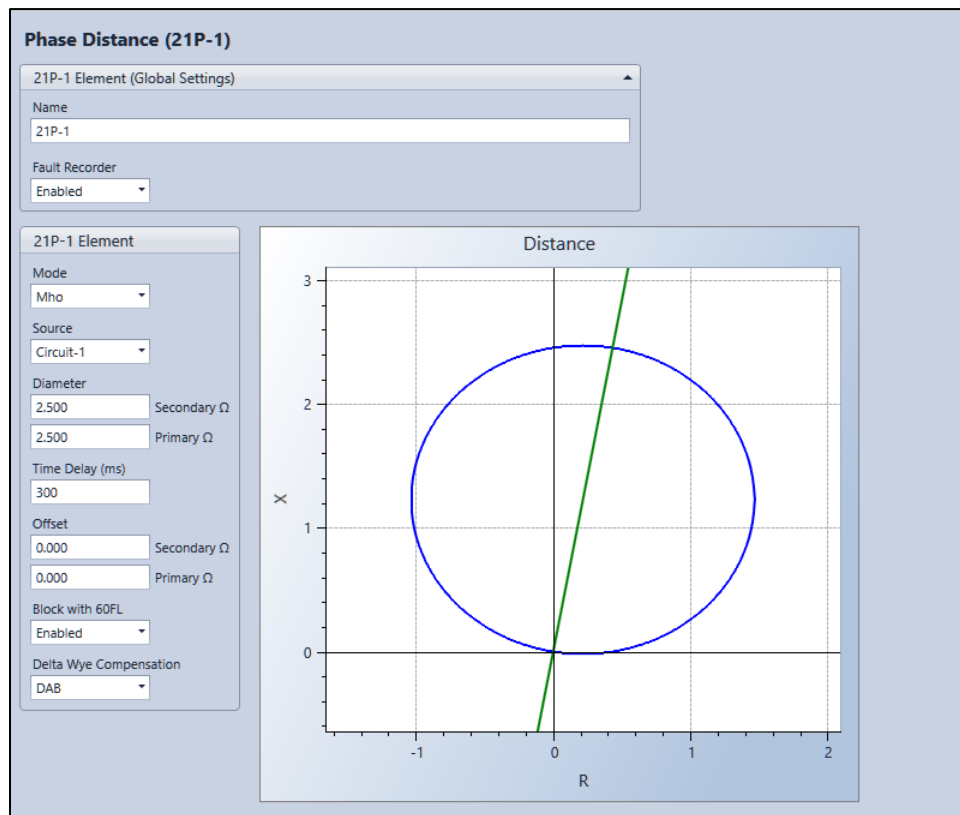 Phase Distance (21P-1)
21P-1 Element (Global Settings)
Name
21P-1
Fault Recorder
Enabled
21P-1 Element
Mode
Mho
Source
Circuit-1
Diameter
2.500 Secondary Ω
2.500 Primary Ω
Time Delay (ms)
300
Offset
0.000 Secondary Ω
0.000 Primary Ω
Block with 60FL
Enabled
Delta Wye Compensation
DAB
Distance
3
2
X
1
0
-1 0 1 2
R